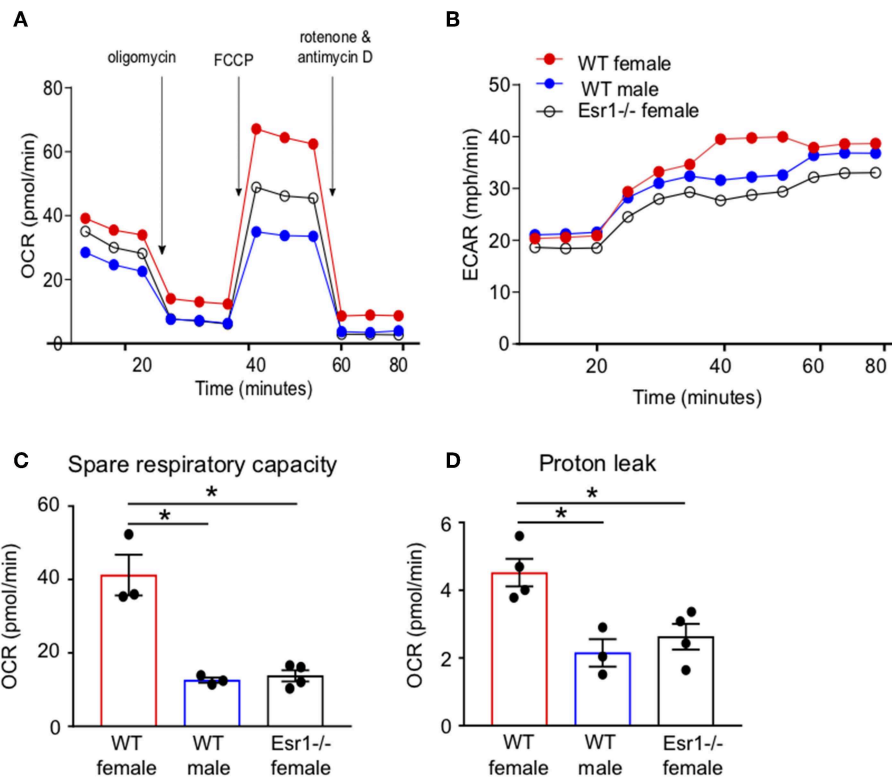 A
oligomycin
FCCP
rotenone &
antimycin D
80
60
40
20
0
OCR (pmol/min)
20
40
60
80
Time (minutes)
B
WT female
WT male
Esr1-/- female
50
40
30
20
10
0
ECAR (mph/min)
20
40
60
80
Time (minutes)
C
Spare respiratory capacity
60
40
20
0
OCR (pmol/min)
*
*
WT
female
WT
male
Esr1-/-
female
D
Proton leak
6
4
2
0
OCR (pmol/min)
*
*
WT
female
WT
male
Esr1-/-
female